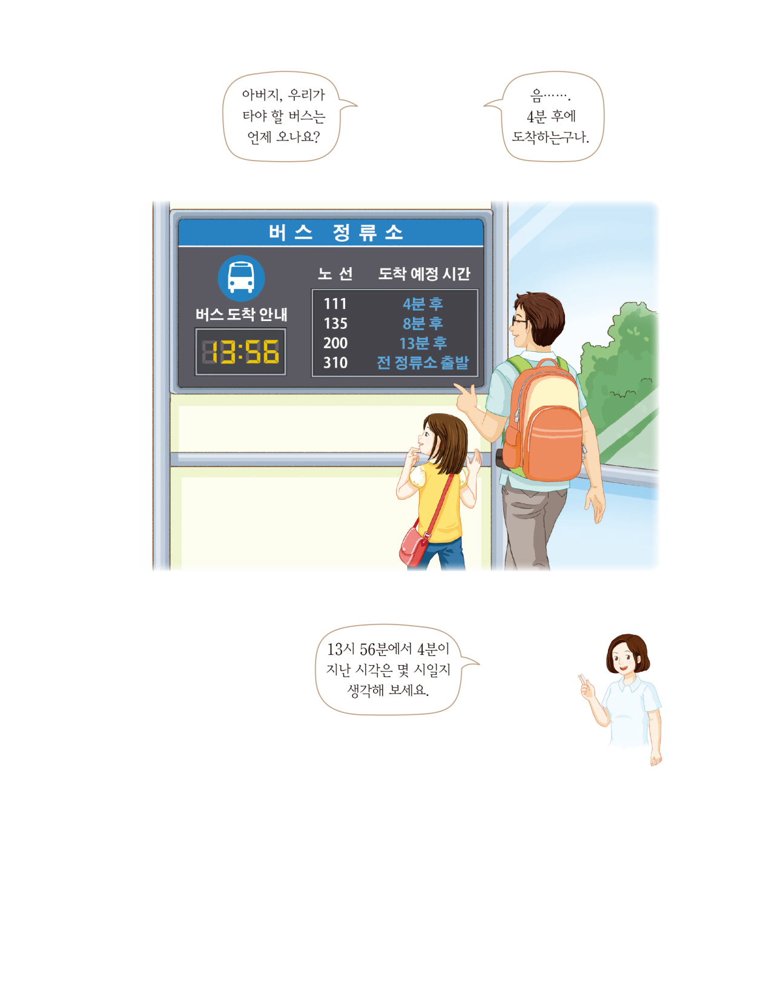 아버지, 우리가
타야 할 버스는
언제 오나요?
음…….
4분 후에
도착하는구나.
버스 정류소
버스 도착 안내
13:56
노선 도착 예정 시간
111 4분 후
135 8분 후
200 13분 후
310 전 정류소 출발
13시 56분에서 4분이
지난 시각은 몇 시일지
생각해 보세요.